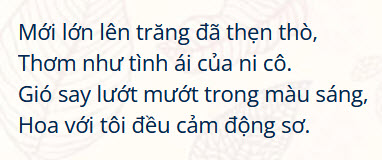 Mới lớn lên trăng đã thẹn thò,
Thơm như tình ái của ni cô.
Gió say lướt mướt trong màu sáng,
Hoa với tôi đều cảm động sơ.